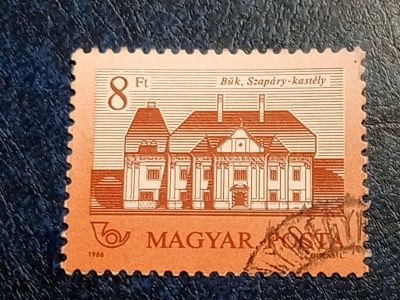 8 Ft
Bük. Szapáry-kastély
MAGYAR POSTA
1986